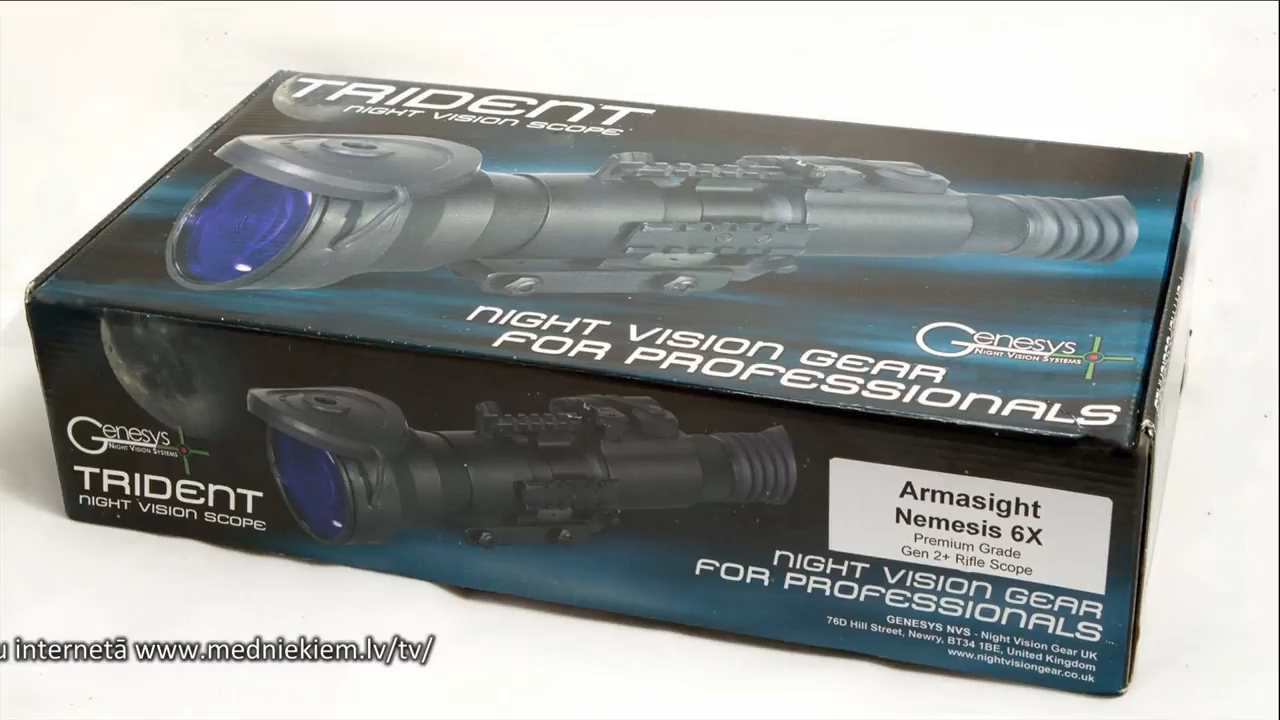 TRIDENT
NIGHT VISION SCOPE
NIGHT VISION GEAR
FOR PROFESSIONALS
Genesys
NIGHT VISION SYSTEMS
Genesys
NIGHT VISION SYSTEMS
TRIDENT
NIGHT VISION SCOPE
Armasight
Nemesis 6X
Premium Grade
Gen 2+ Rifle Scope
NIGHT VISION GEAR
FOR PROFESSIONALS
GENESYS NVS - Night Vision Gear UK
76D Hill Street, Newry, BT34 1BE, United Kingdom
www.nightvisiongear.co.uk
internetā www.medniekiem.lv/tv/